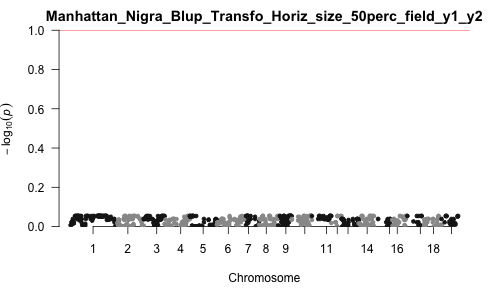 Manhattan_Nigra_Blup_Transfo_Horiz_size_50perc_field_y1_y2
1.0
0.8
0.6
0.4
0.2
0.0
− log10(p)
1 2 3 4 5 6 7 8 9 11 14 16 18
Chromosome